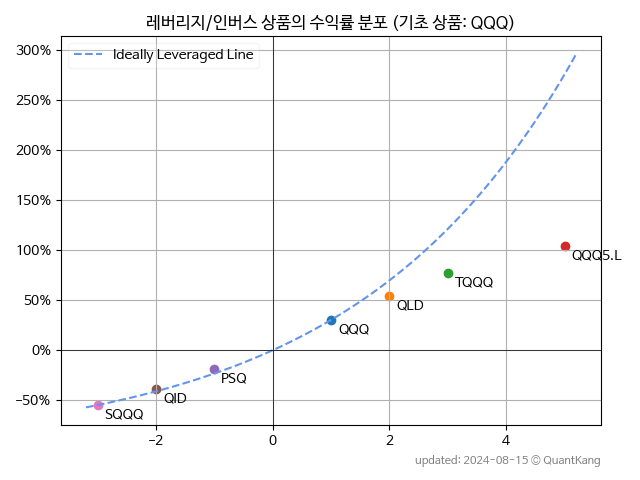 레버리지/인버스 상품의 수익률 분포 (기초 상품: QQQ)
300%
Ideally Leveraged Line
250%
200%
150%
100%
QQQ5.L
TQQQ
50%
QLD
QQQ
0%
PSQ
QID
−50%
SQQQ
−2 0 2 4
updated: 2024-08-15 © QuantKang